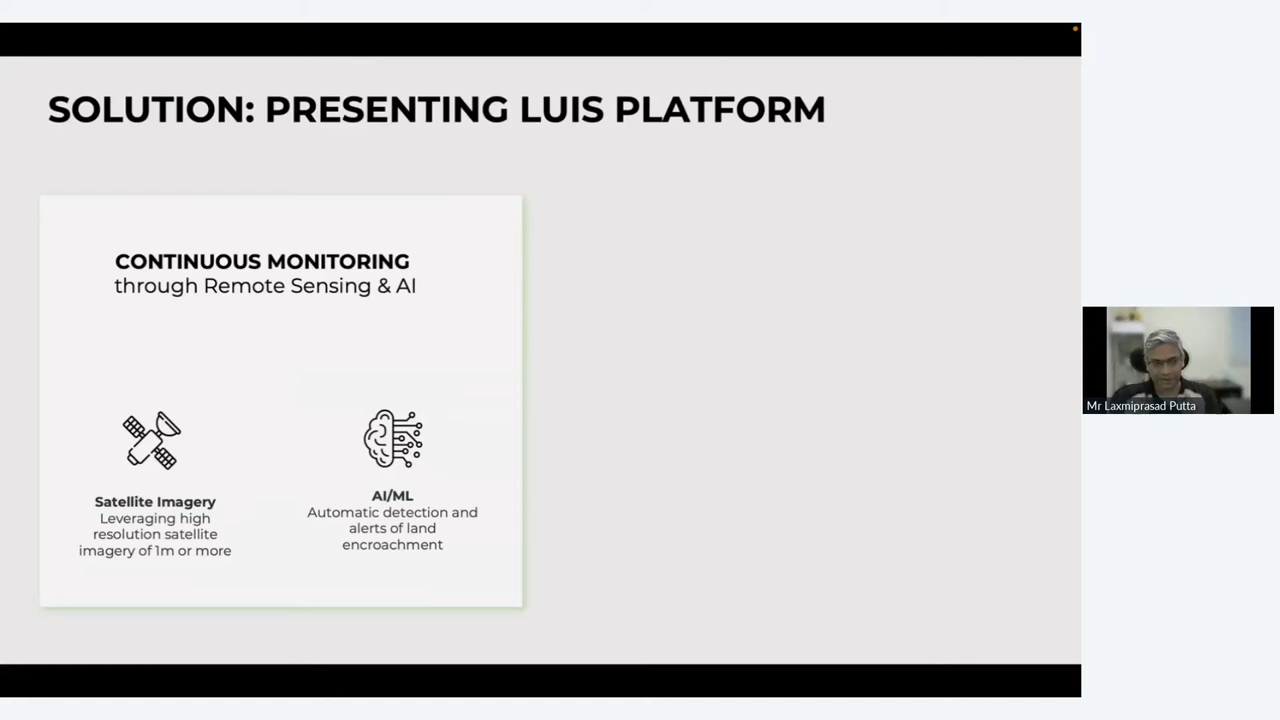 SOLUTION: PRESENTING LUIS PLATFORM
CONTINUOUS MONITORING
through Remote Sensing & AI
Satellite Imagery
Leveraging high
resolution satellite
imagery of 1m or more
AI/ML
Automatic detection and
alerts of land
encroachment
Mr Laxmiprasad Putta